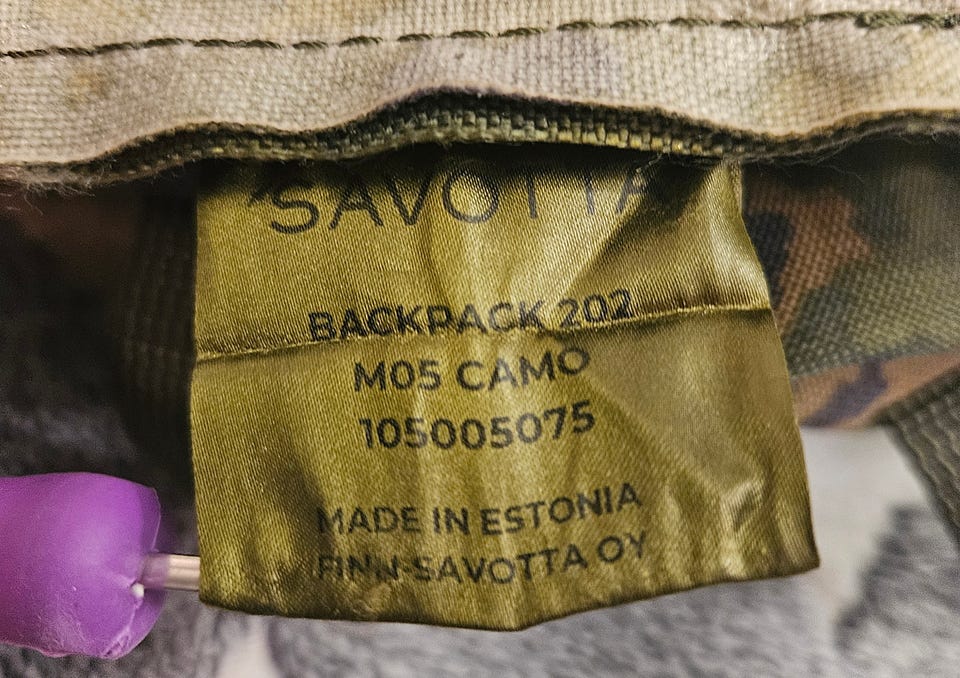 SAVOTTA
BACKPACK 202
M05 CAMO
105005075
MADE IN ESTONIA
FINN-SAVOTTA OY